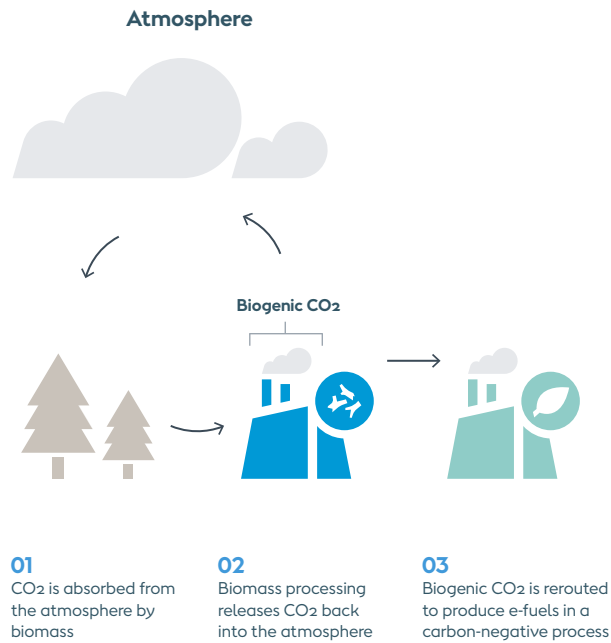 Atmosphere
Biogenic CO2
01
CO2 is absorbed from
the atmosphere by
biomass
02
Biomass processing
releases CO2 back
into the atmosphere
03
Biogenic CO2 is rerouted
to produce e-fuels in a
carbon-negative process